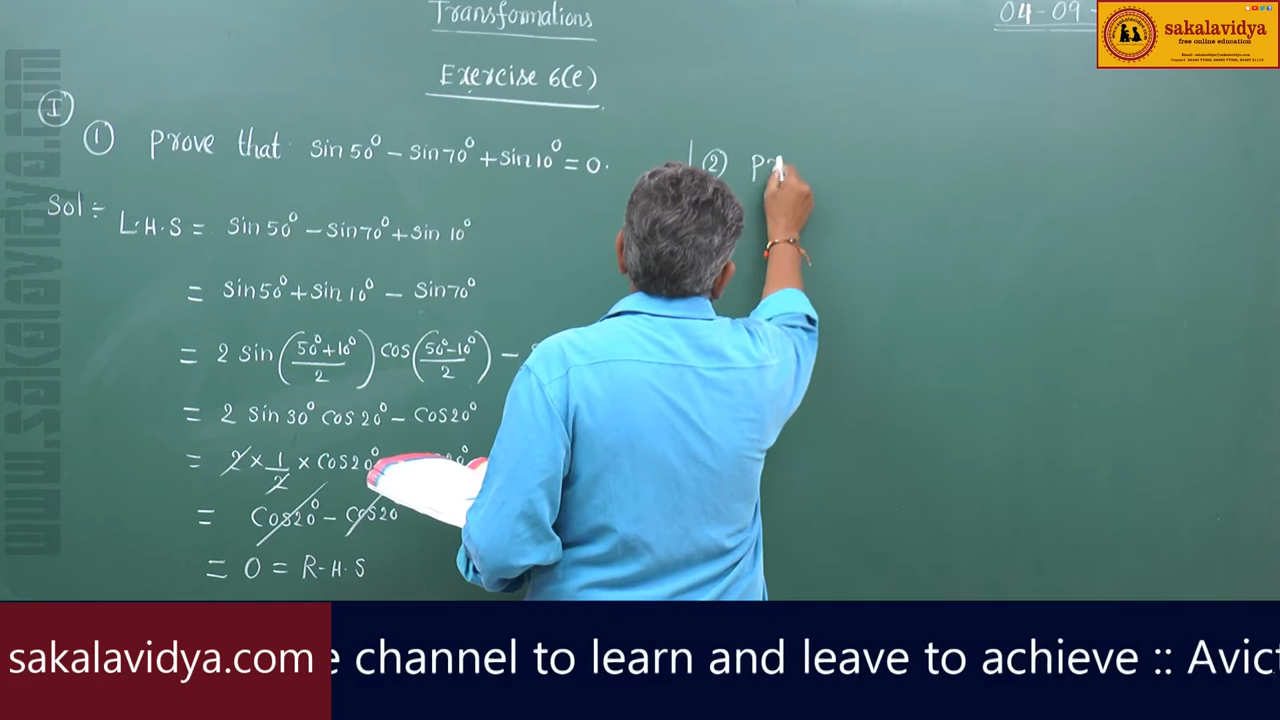 Transformations
04-09-
Exercise 6(e)
I
① Prove that Sin 50° - Sin 70° + Sin 10° = 0.
Sol :- L.H.S = Sin 50° - Sin 70° + Sin 10°
= Sin 50° + Sin 10° - Sin 70°
= 2 Sin (50°+10°/2) Cos (50°-10°/2) -
= 2 Sin 30° Cos 20° - Cos 20°
= 2 × 1/2 × Cos 20°
= Cos 20° - Cos 20
= 0 = R.H.S
②
sakalavidya
free online education
www.sakalavidya.com
sakalavidya.com
e channel to learn and leave to achieve :: Avict